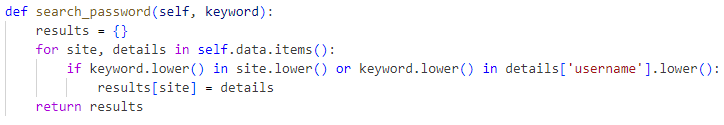 def search_password(self, keyword):
    results = {}
    for site, details in self.data.items():
        if keyword.lower() in site.lower() or keyword.lower() in details['username'].lower():
            results[site] = details
    return results